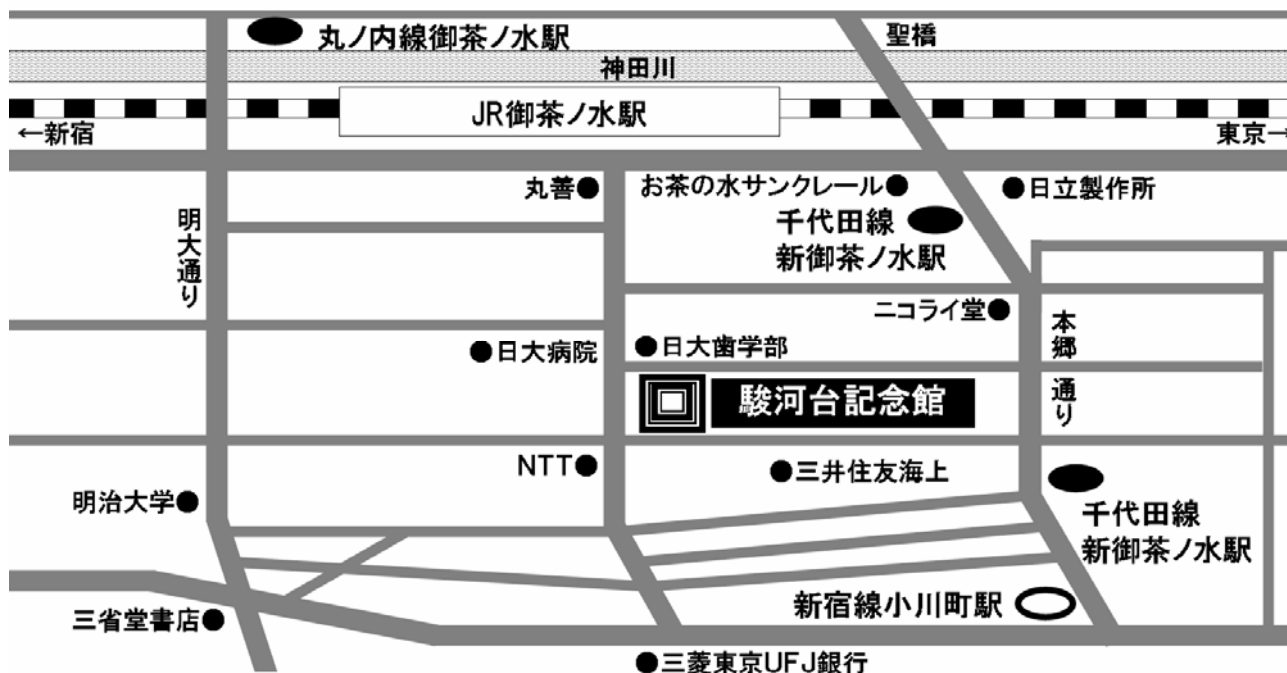 丸ノ内線御茶ノ水駅
聖橋
神田川
JR御茶ノ水駅
←新宿
東京→
丸善●
お茶の水サンクレール●
●日立製作所
千代田線
新御茶ノ水駅
明大通り
ニコライ堂●
本郷通り
●日大病院
●日大歯学部
駿河台記念館
NTT●
●三井住友海上
明治大学●
千代田線
新御茶ノ水駅
新宿線小川町駅
三省堂書店●
●三菱東京UFJ銀行